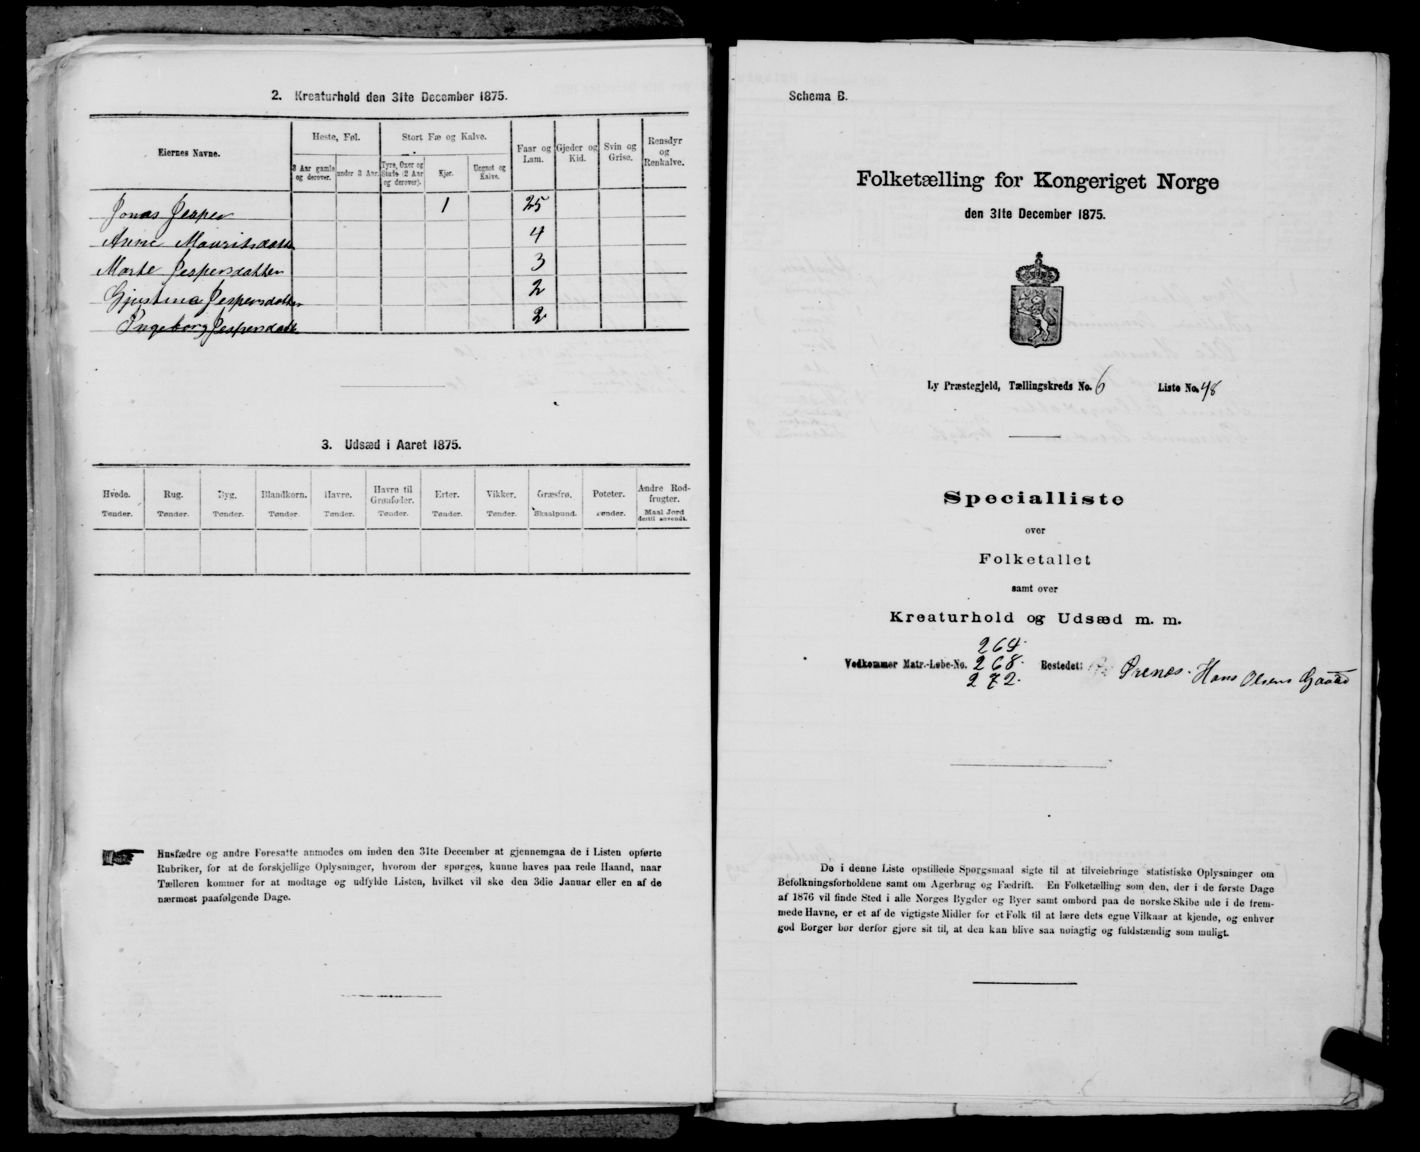 2. Kreaturhold den 31te December 1875.
Eiernes Navne.
Heste, Føl.
Stort Fæ og Kalve.
Faar og Lam.
Gjeder og Kid.
Svin og Grise.
Rensdyr og Renkalve.
3 Aar gamle og derover.
under 3 Aar.
Tyre, Oxer og Stude (2 Aar og derover).
Kjør.
Ungnet og Kalve.
Jonas Jesper 1 25
Anne Mouritsdatter 4
Marte Jespersdatter 3
Gjustina Jespersdatter 2
Ingeborg Jespersdatt 2
3. Udsæd i Aaret 1875.
Hvede. Rug. Byg. Blandkorn. Havre. Havre til Grønfoder. Erter. Vikker. Græsfrø. Poteter. Andre Rodfrugter.
Tønder. Tønder. Tønder. Tønder. Tønder. Tønder. Tønder. Tønder. Skaalpund. Tønder. Maal Jord dertil anvendt.
Husfædre og andre Foresatte anmodes om inden den 31te December at gjennemgaa de i Listen opførte
Rubriker, for at de forskjellige Oplysninger, hvorom der spørges, kunne haves paa rede Haand, naar
Tælleren kommer for at modtage og udfylde Listen, hvilket vil ske den 3die Januar eller en af de
nærmest paafølgende Dage.
Schema B.
Folketælling for Kongeriget Norge
den 31te December 1875.
Ly Præstegjeld, Tællingskreds No. 6 Liste No. 48
Specialliste
over
Folketallet
samt over
Kreaturhold og Udsæd m. m.
264.
Vedkommer Matr.-Løbe-No. 268. Bestedet: Ørenes. Hans Olsens Gaard
272.
De i denne Liste opstillede Spørgsmaal sigte til at tilveiebringe statistiske Oplysninger om
Befolkningsforholdene samt om Agerbrug og Fædrift. En Folketælling som den, der i de første Dage
af 1876 vil finde Sted i alle Norges Bygder og Byer samt ombord paa de norske Skibe ude i de frem-
mede Havne, er et af de vigtigste Midler for et Folk til at lære dets egne Vilkaar at kjende, og enhver
god Borger bør derfor gjøre sit til, at den kan blive saa nøiagtig og fuldstændig som muligt.